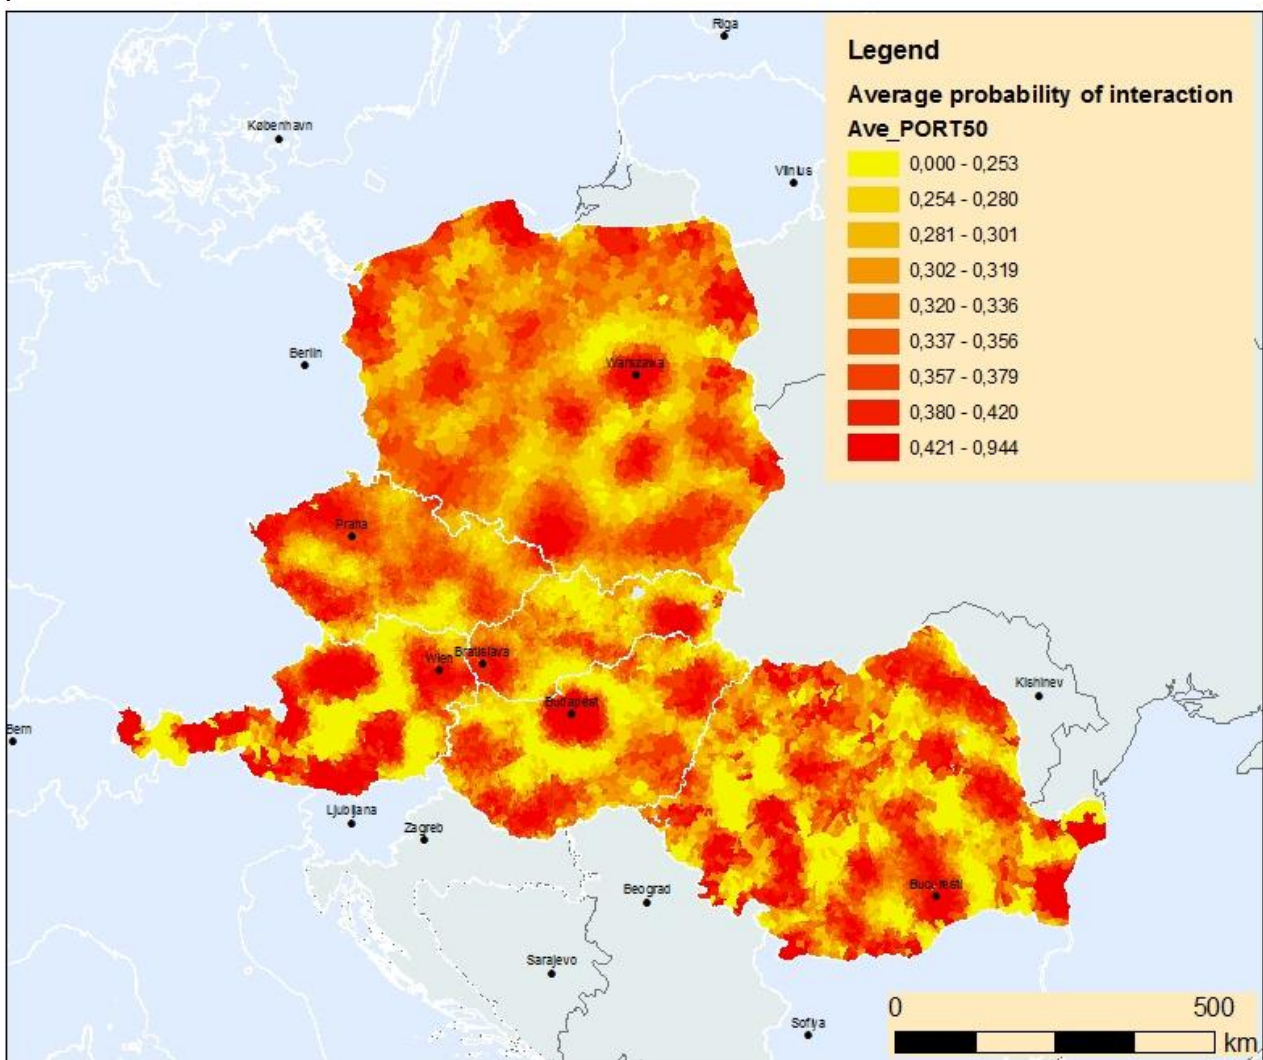 Riga
København
Vilnius
Berlin
Warszawa
Praha
Wien
Bratislava
Budapest
Kishinev
Bern
Ljubljana
Zagreb
Beograd
Bucuresti
Sarajevo
Sofiya
Legend
Average probability of interaction
Ave_PORT50
0,000 - 0,253
0,254 - 0,280
0,281 - 0,301
0,302 - 0,319
0,320 - 0,336
0,337 - 0,356
0,357 - 0,379
0,380 - 0,420
0,421 - 0,944
0 500
km